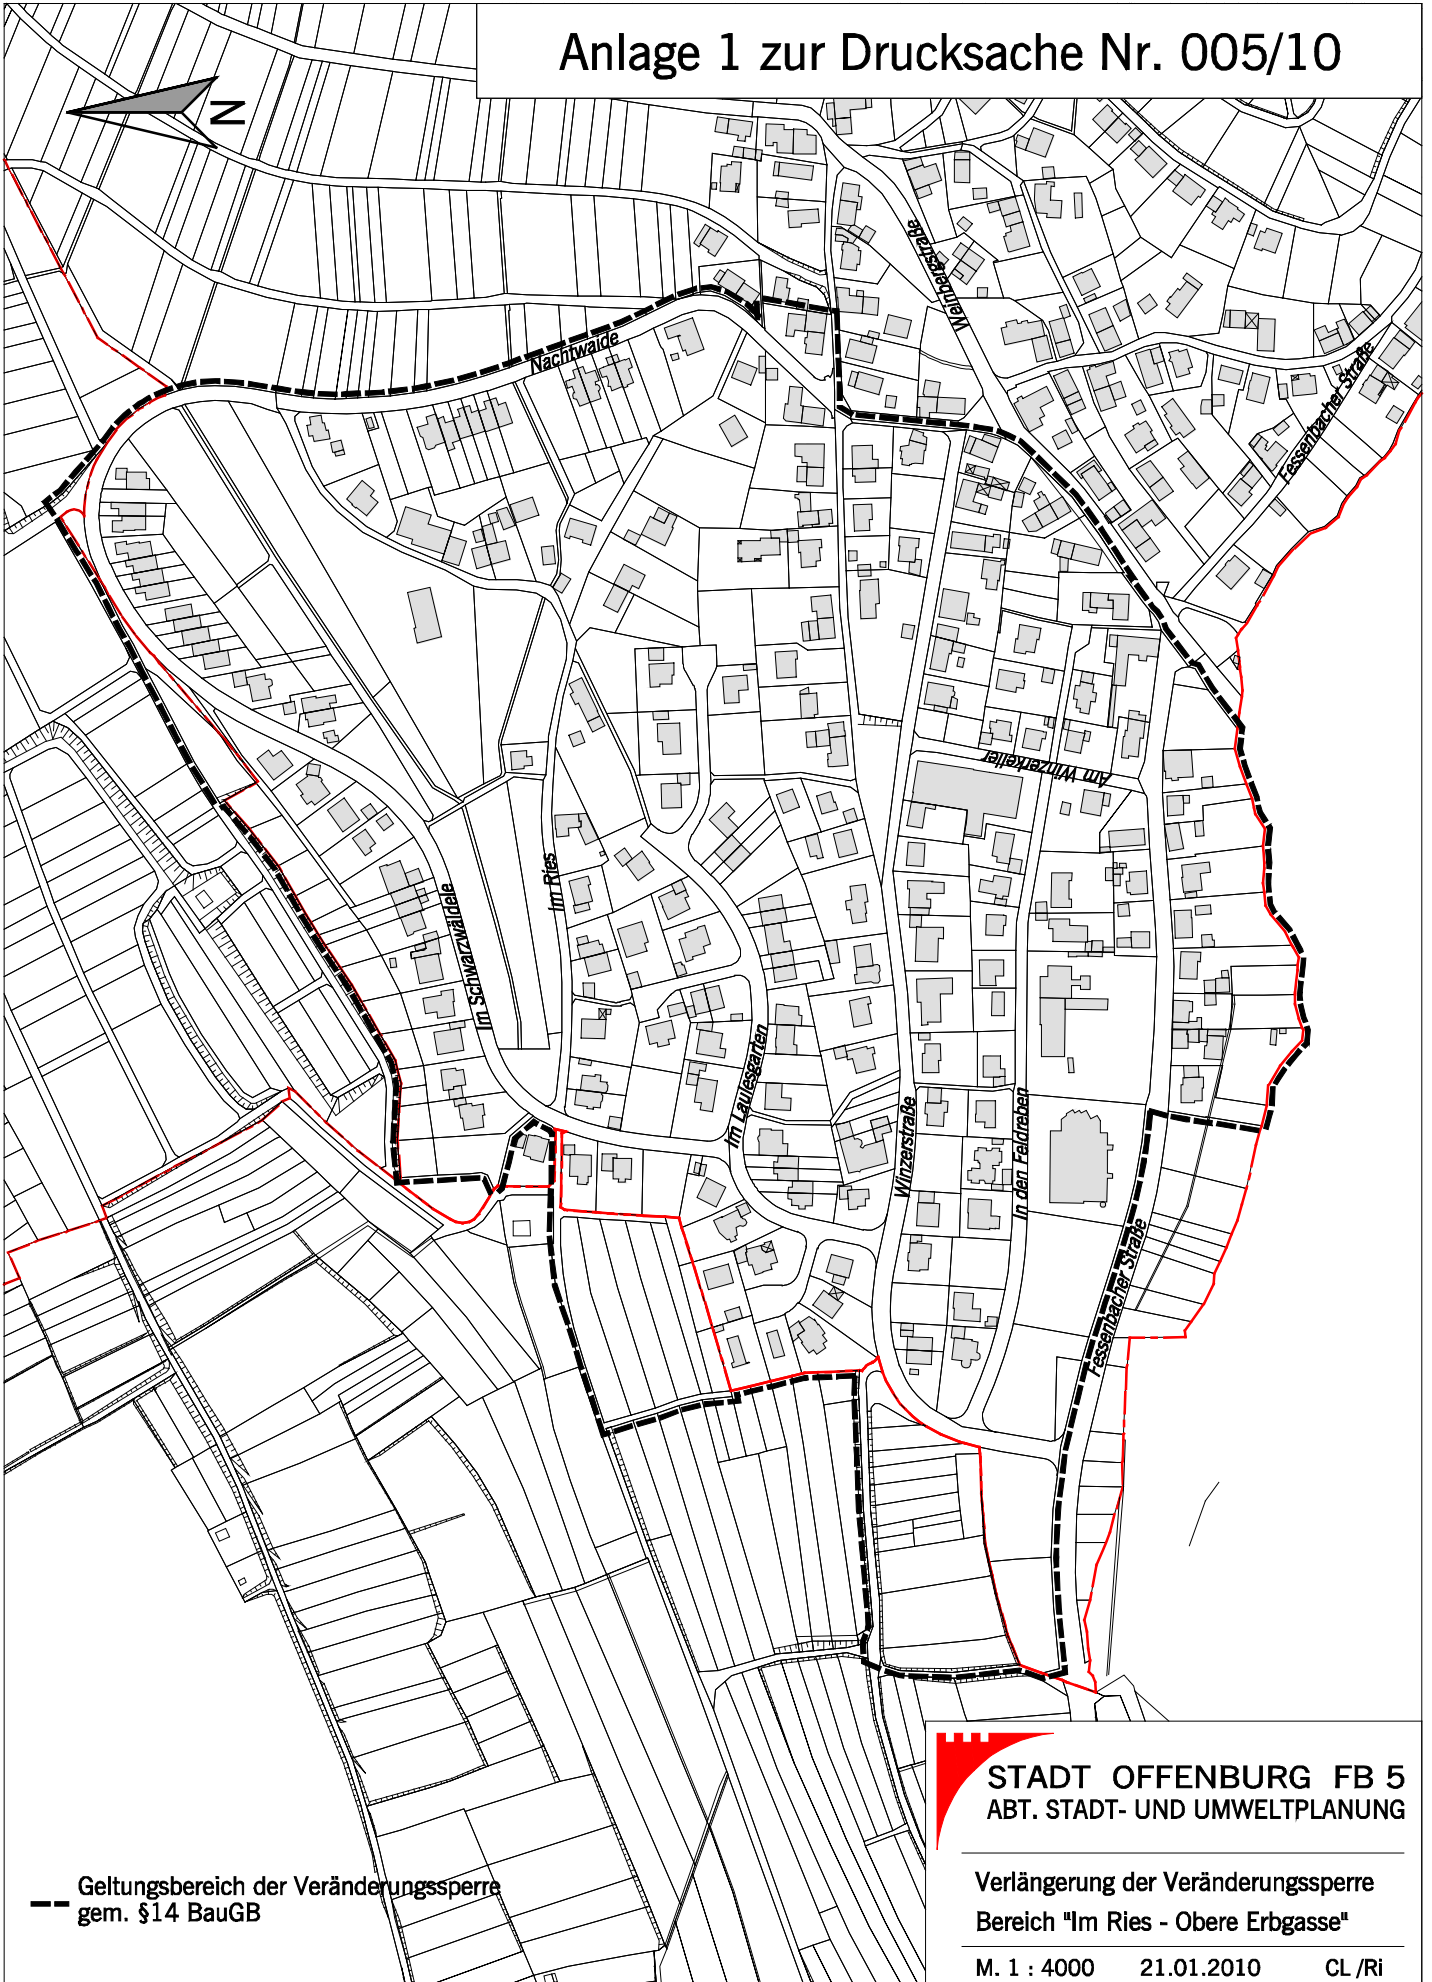 Anlage 1 zur Drucksache Nr. 005/10
N
Weinbergstraße
Nachtwaide
Fessenbacher Straße
Am Winzerkeller
Im Ries
Im Schwarzwäldele
Im Laulesgarten
Winzerstraße
In den Feldreben
Fessenbacher Straße
STADT OFFENBURG FB 5
ABT. STADT- UND UMWELTPLANUNG
Verlängerung der Veränderungssperre
Bereich "Im Ries - Obere Erbgasse"
M. 1 : 4000 21.01.2010 CL /Ri
Geltungsbereich der Veränderungssperre
gem. §14 BauGB